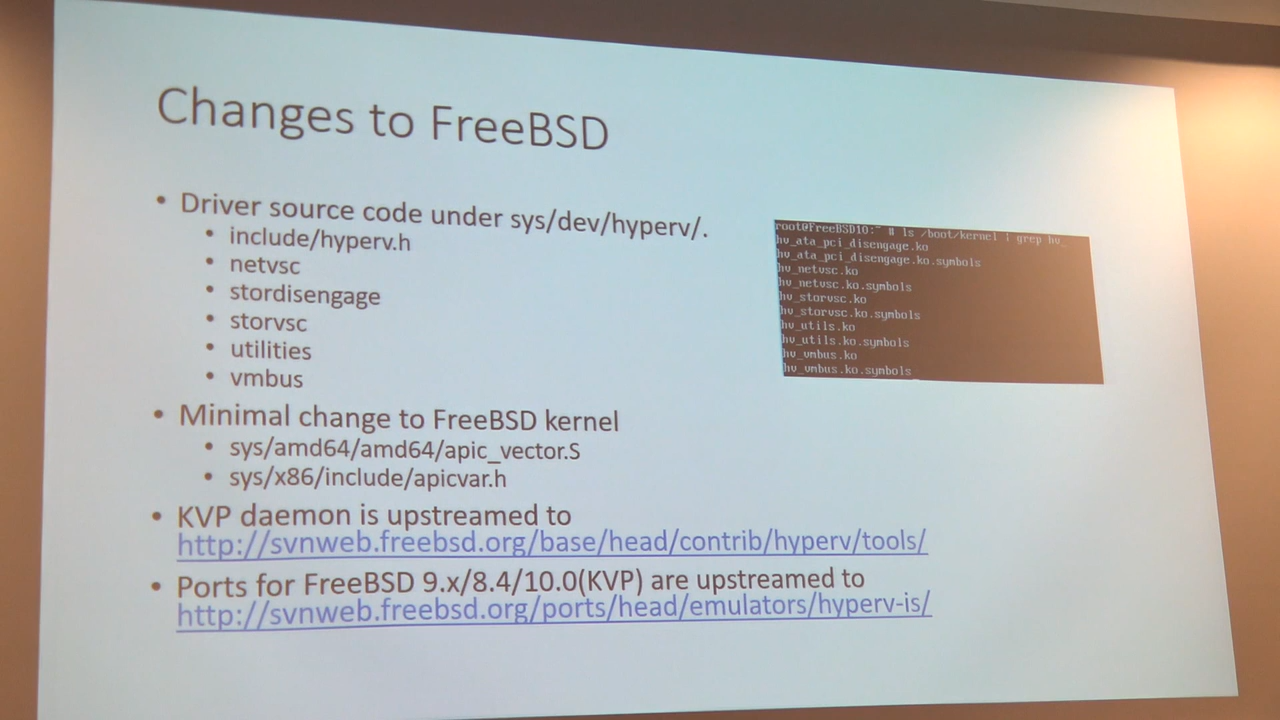 Changes to FreeBSD
• Driver source code under sys/dev/hyperv/.
• include/hyperv.h
• netvsc
• stordisengage
• storvsc
• utilities
• vmbus
• Minimal change to FreeBSD kernel
• sys/amd64/amd64/apic_vector.S
• sys/x86/include/apicvar.h
• KVP daemon is upstreamed to
http://svnweb.freebsd.org/base/head/contrib/hyperv/tools/
• Ports for FreeBSD 9.x/8.4/10.0(KVP) are upstreamed to
http://svnweb.freebsd.org/ports/head/emulators/hyperv-is/
root@FreeBSD10:~ # ls /boot/kernel | grep hv_
hv_ata_pci_disengage.ko
hv_ata_pci_disengage.ko.symbols
hv_netvsc.ko
hv_netvsc.ko.symbols
hv_storvsc.ko
hv_storvsc.ko.symbols
hv_utils.ko
hv_utils.ko.symbols
hv_vmbus.ko
hv_vmbus.ko.symbols